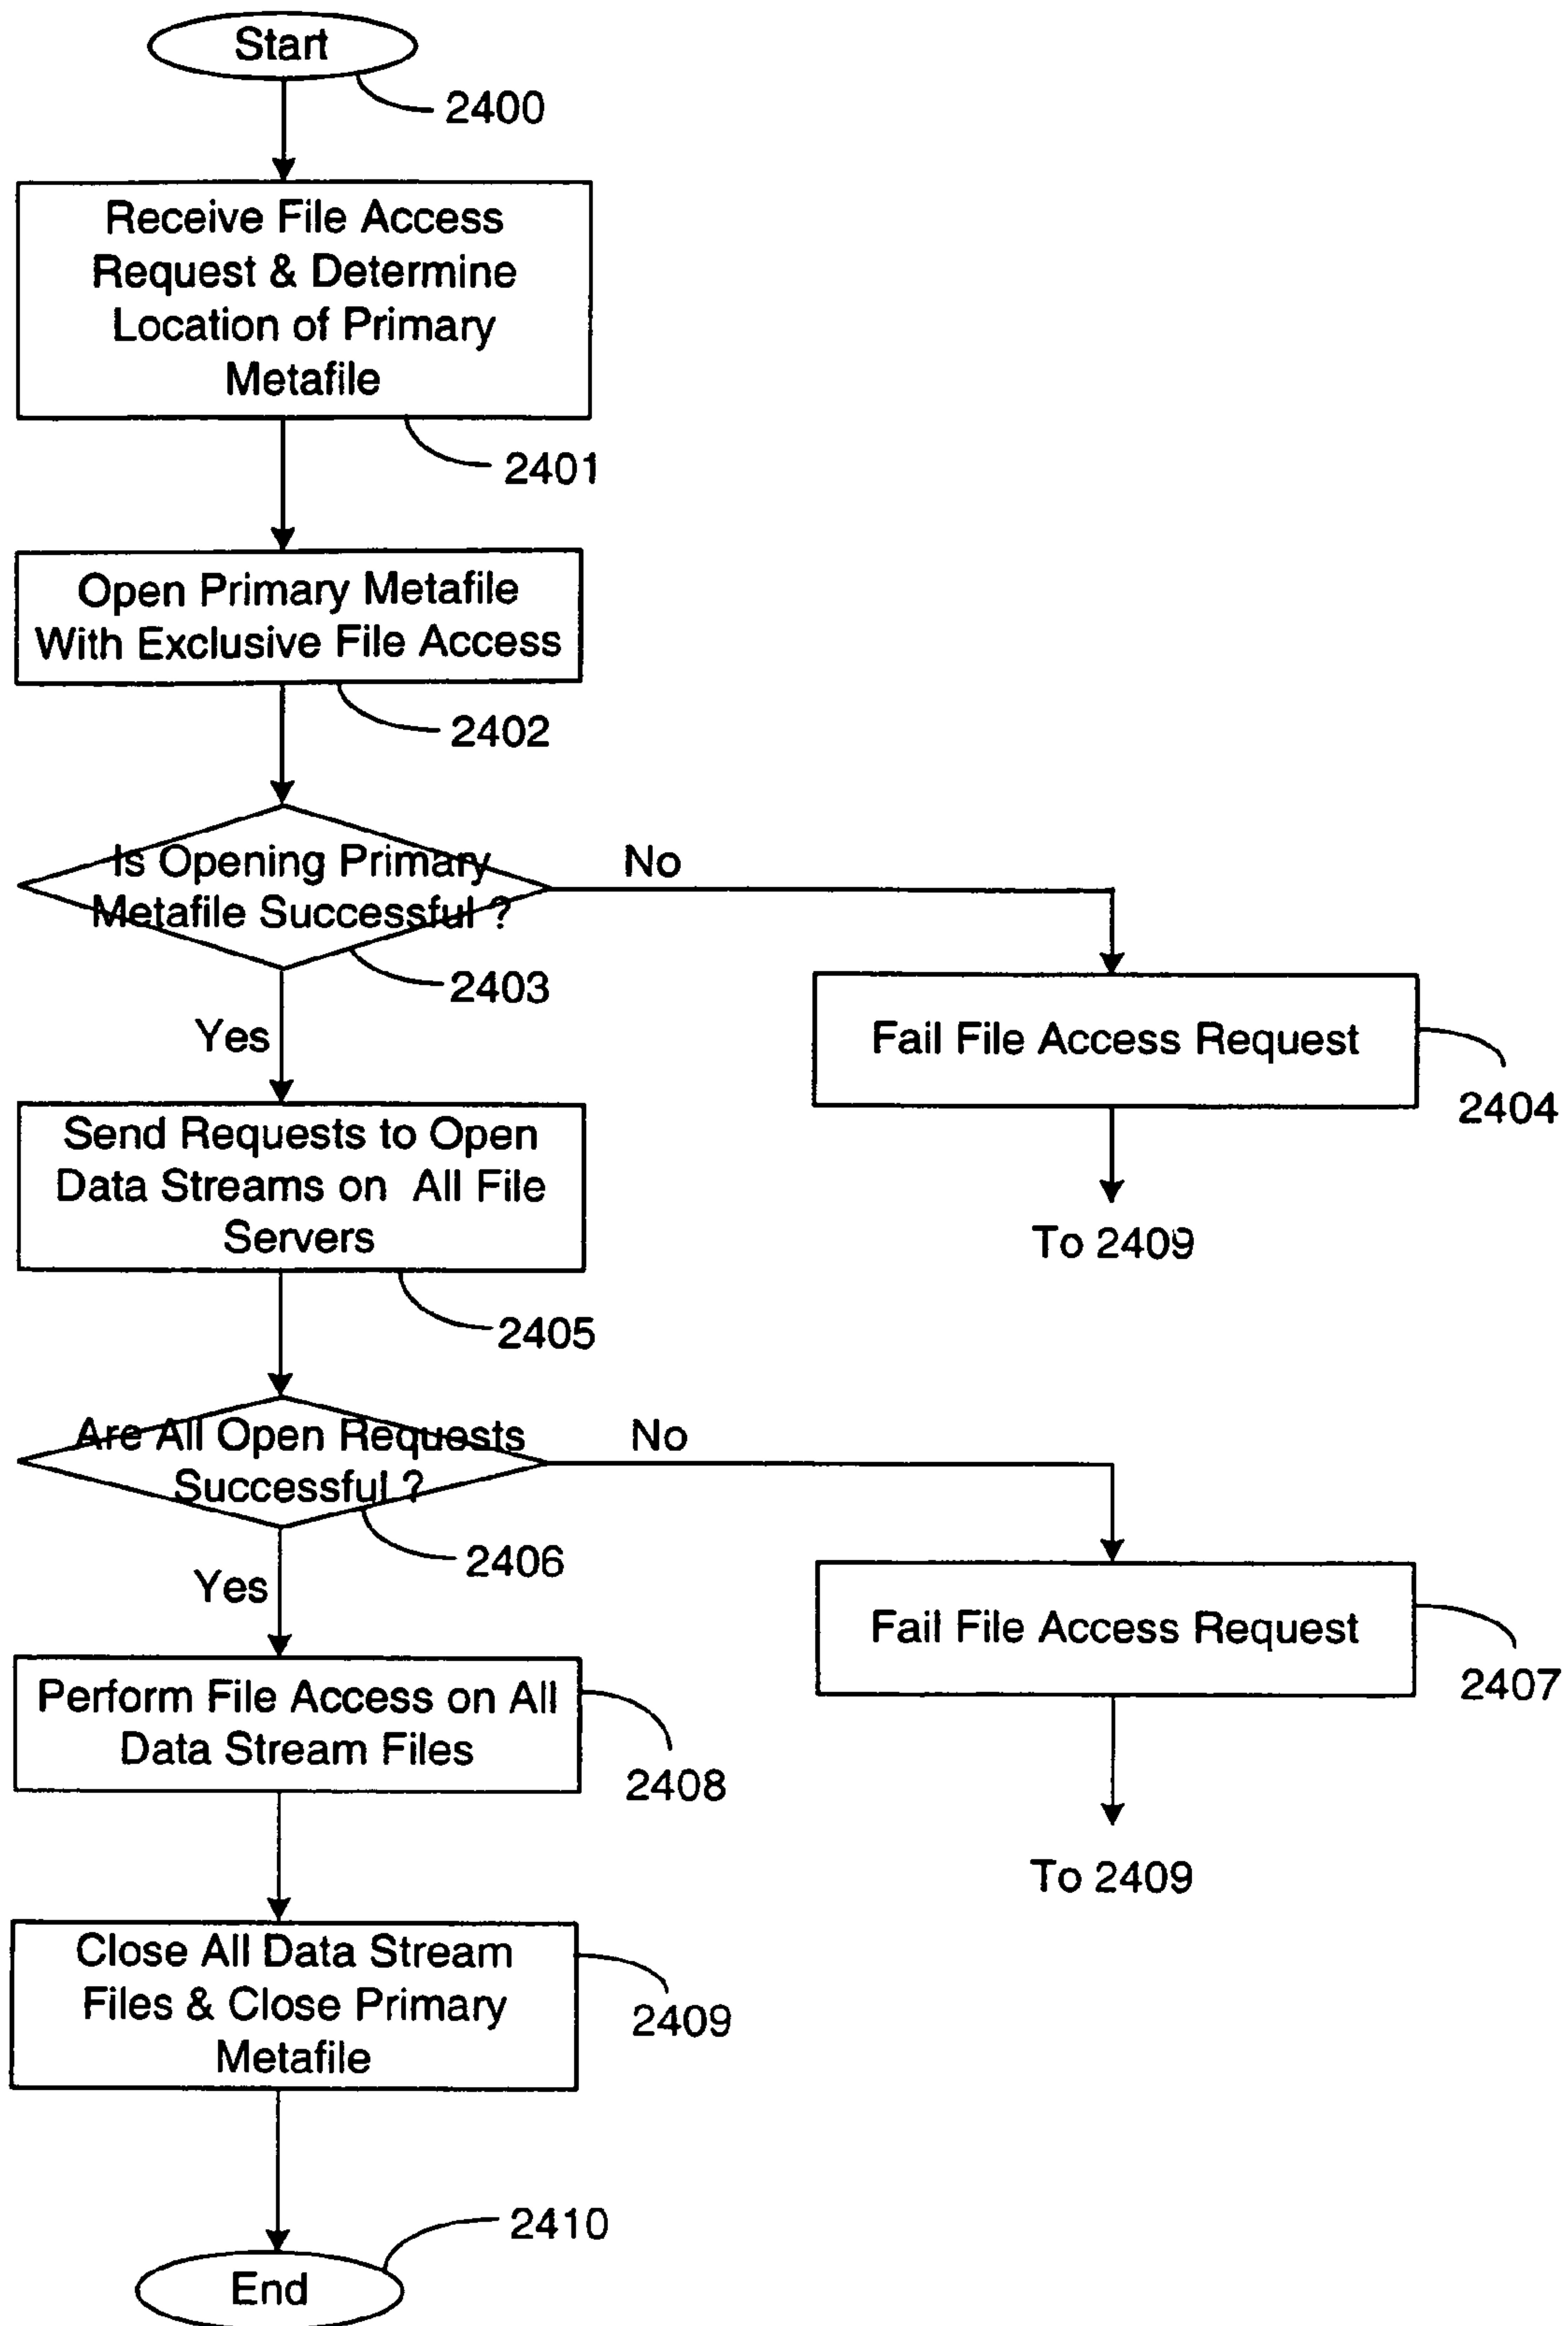 Start
2400
Receive File Access
Request & Determine
Location of Primary
Metafile
2401
Open Primary Metafile
With Exclusive File Access
2402
Is Opening Primary
Metafile Successful ?
No
2403
Yes
Fail File Access Request
2404
To 2409
Send Requests to Open
Data Streams on All File
Servers
2405
Are All Open Requests
Successful ?
No
2406
Yes
Fail File Access Request
2407
To 2409
Perform File Access on All
Data Stream Files
2408
Close All Data Stream
Files & Close Primary
Metafile
2409
2410
End